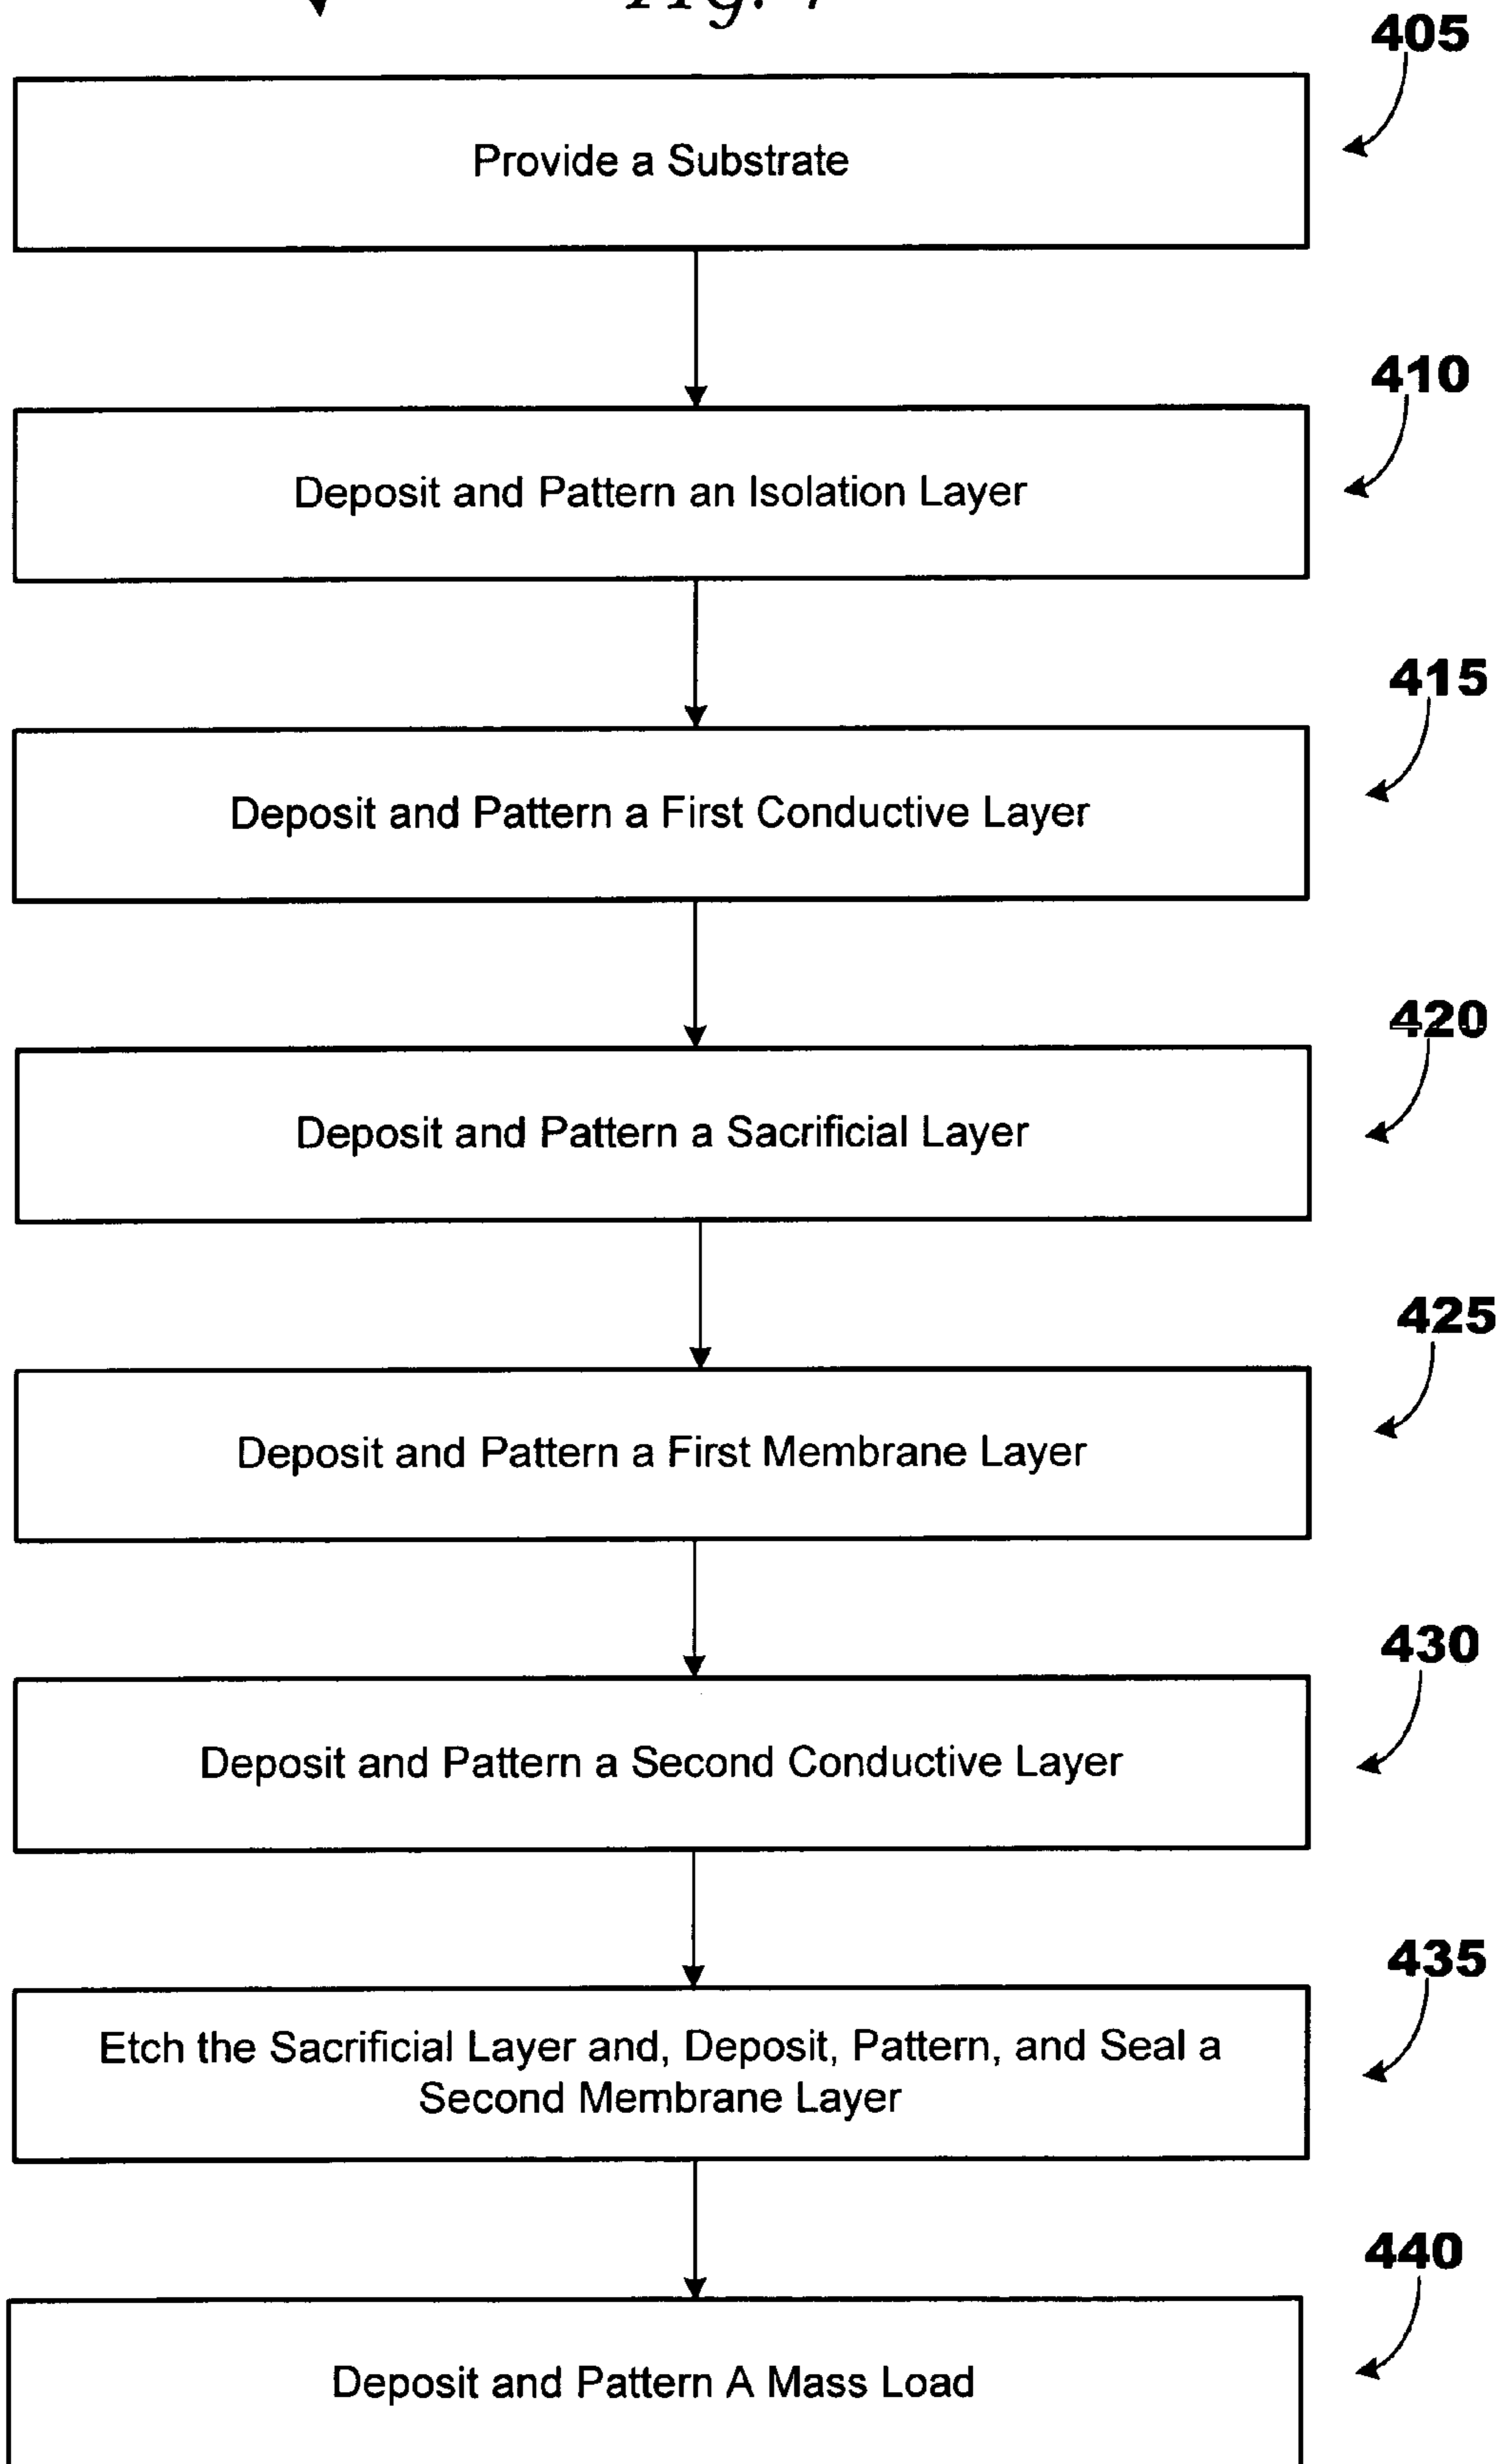 Fig. 4
405
Provide a Substrate
410
Deposit and Pattern an Isolation Layer
415
Deposit and Pattern a First Conductive Layer
420
Deposit and Pattern a Sacrificial Layer
425
Deposit and Pattern a First Membrane Layer
430
Deposit and Pattern a Second Conductive Layer
435
Etch the Sacrificial Layer and, Deposit, Pattern, and Seal a
Second Membrane Layer
440
Deposit and Pattern A Mass Load